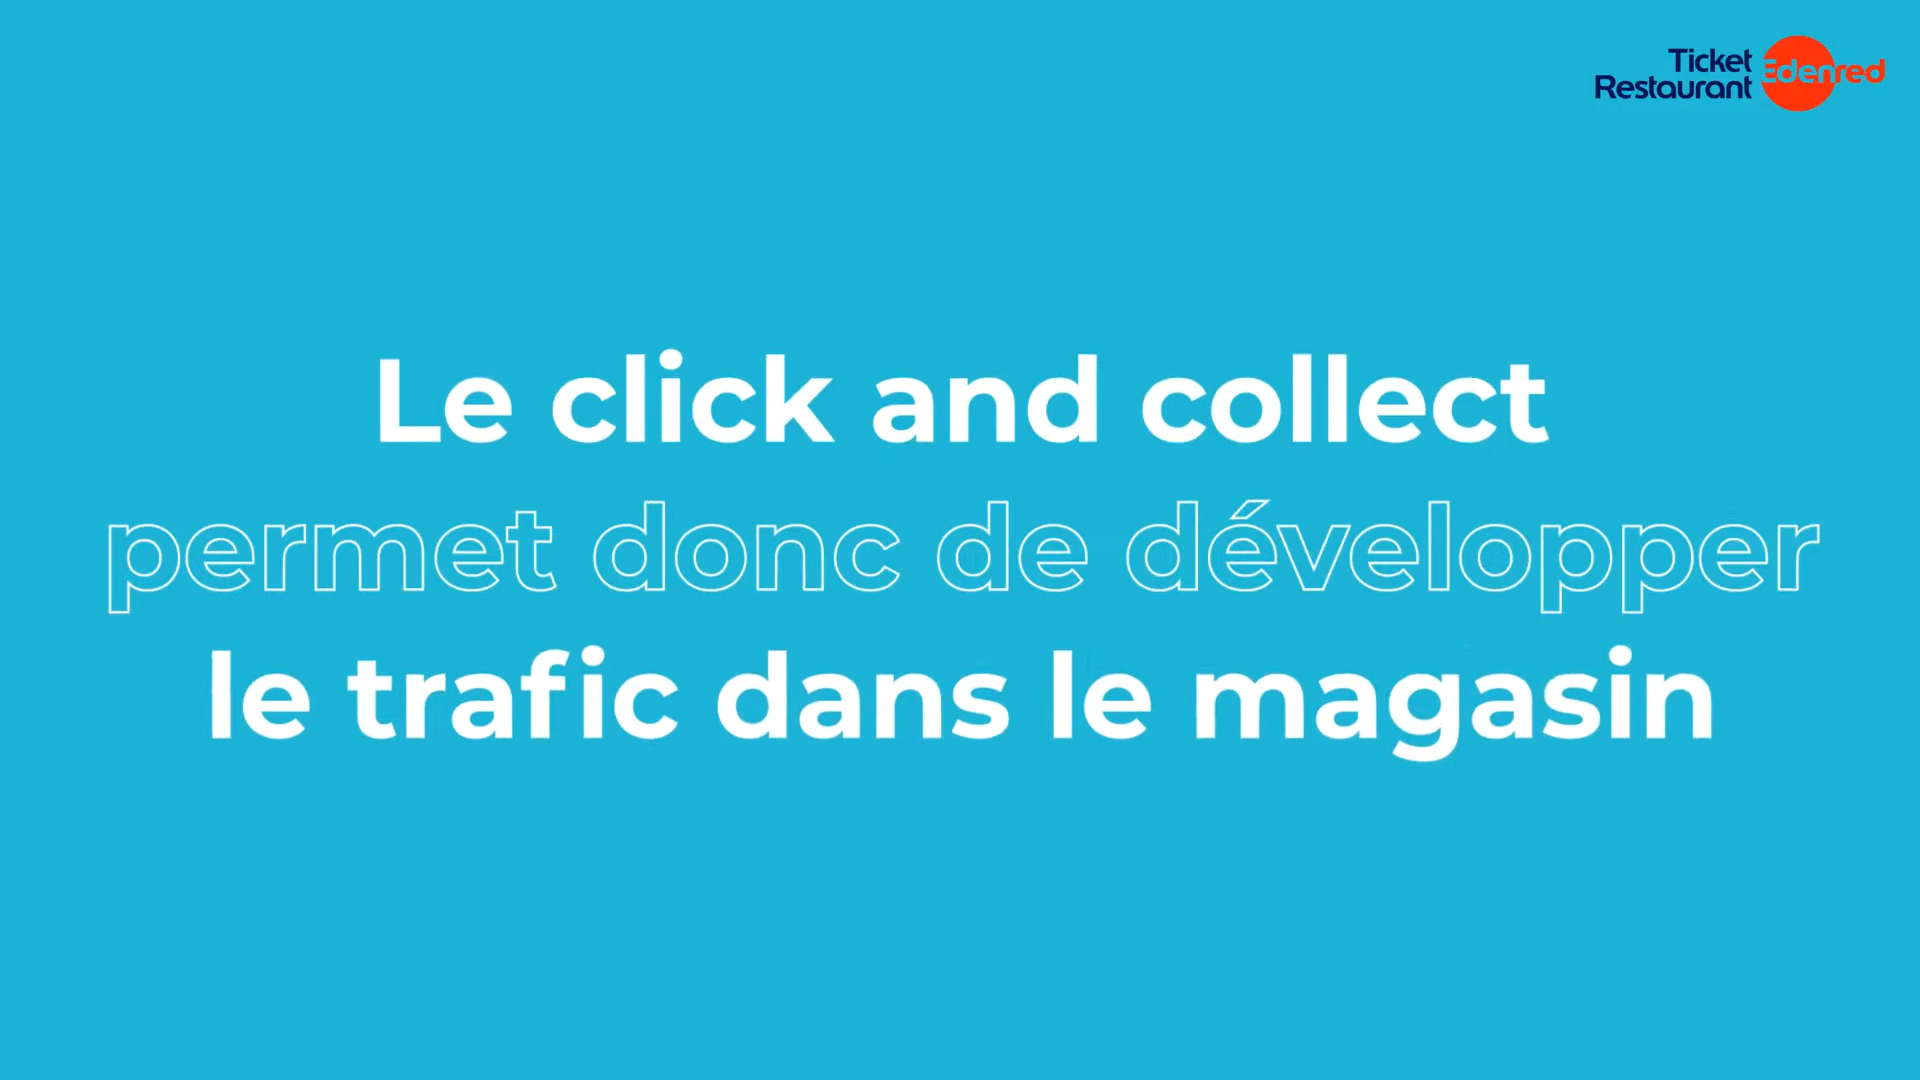 Ticket
Restaurant
Edenred
Le click and collect
permet donc de développer
le trafic dans le magasin